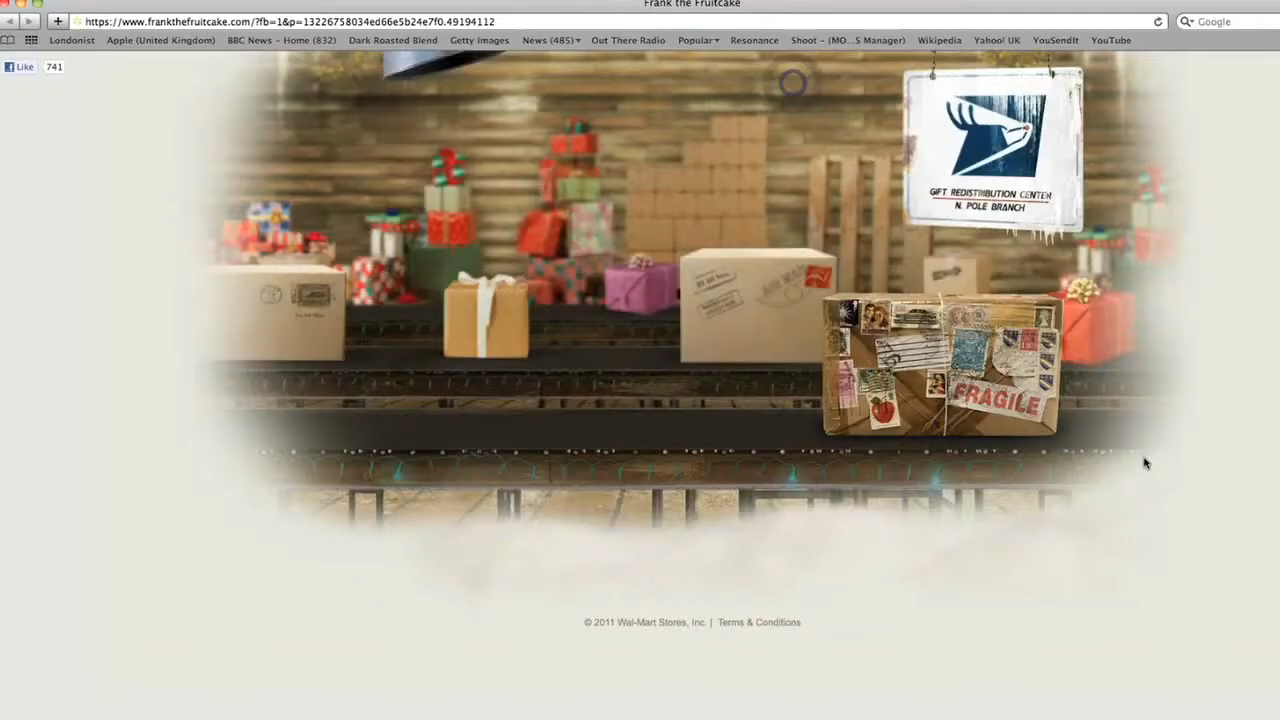 Frank the Fruitcake
https://www.frankthefruitcake.com/?fb=1&p=13226758034ed66e5b24e7f0.49194112
Google
Londonist Apple (United Kingdom) BBC News – Home (832) Dark Roasted Blend Getty Images News (485) Out There Radio Popular Resonance Shoot – (MO...S Manager) Wikipedia Yahoo! UK YouSendIt YouTube
Like 741
GIFT REDISTRIBUTION CENTER
N. POLE BRANCH
AIR MAIL
FRAGILE
© 2011 Wal-Mart Stores, Inc. | Terms & Conditions